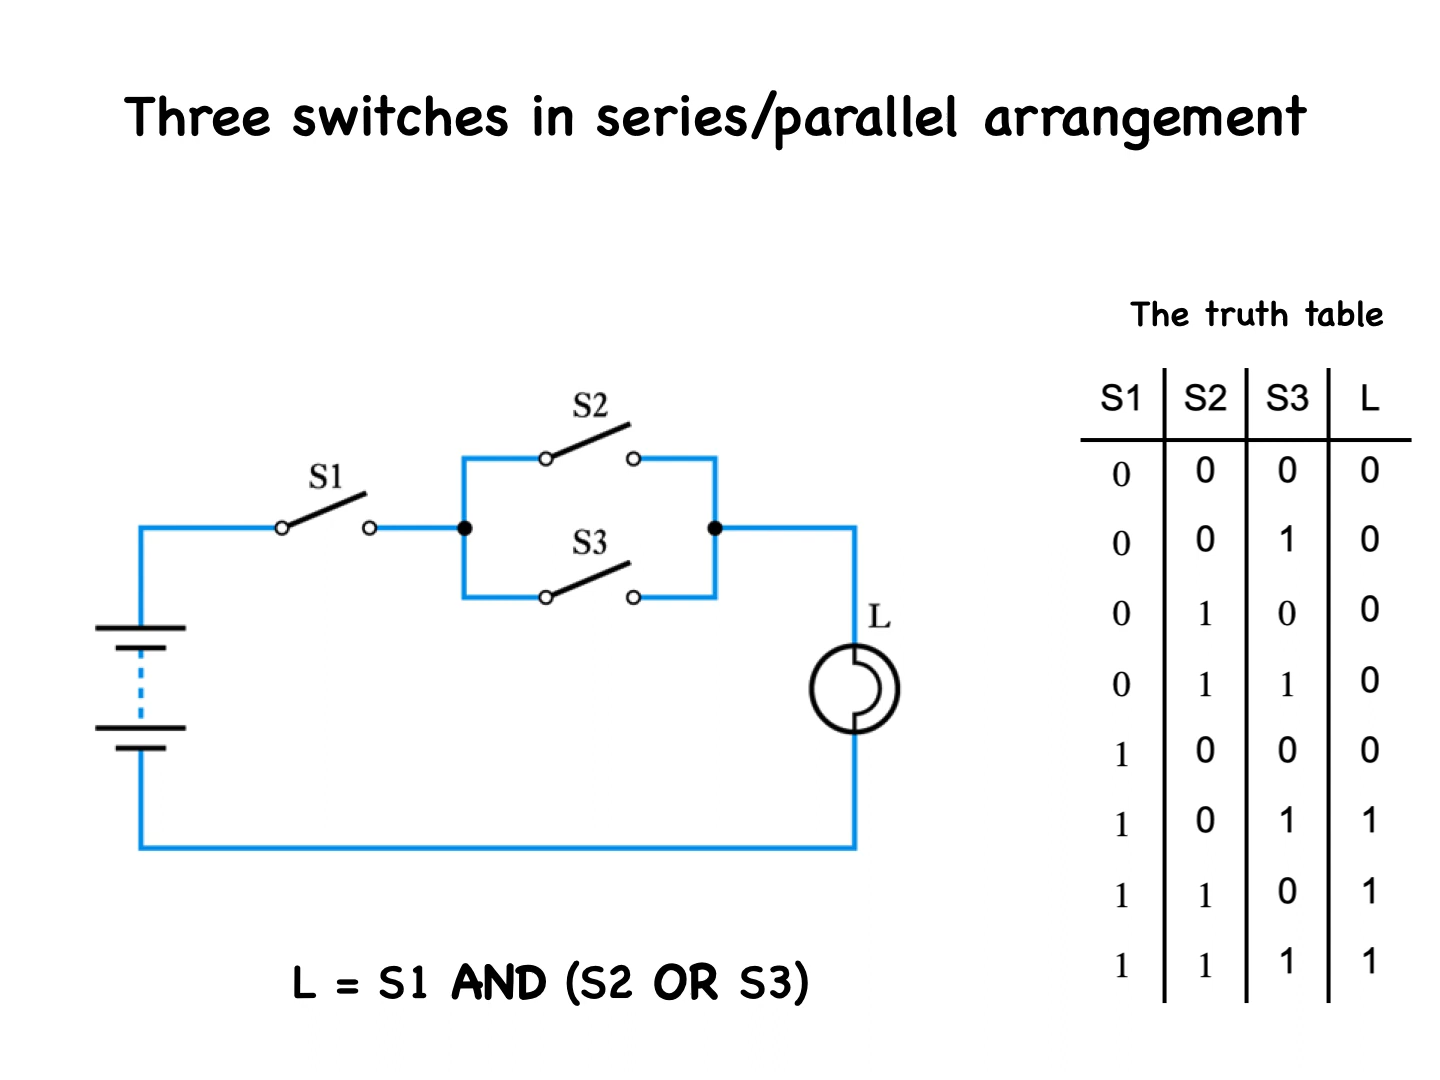 Three switches in series/parallel arrangement
The truth table
S1 S2 S3 L
0 0 0 0
0 0 1 0
0 1 0 0
0 1 1 0
1 0 0 0
1 0 1 1
1 1 0 1
1 1 1 1
S2
S1
S3
L
L = S1 AND (S2 OR S3)